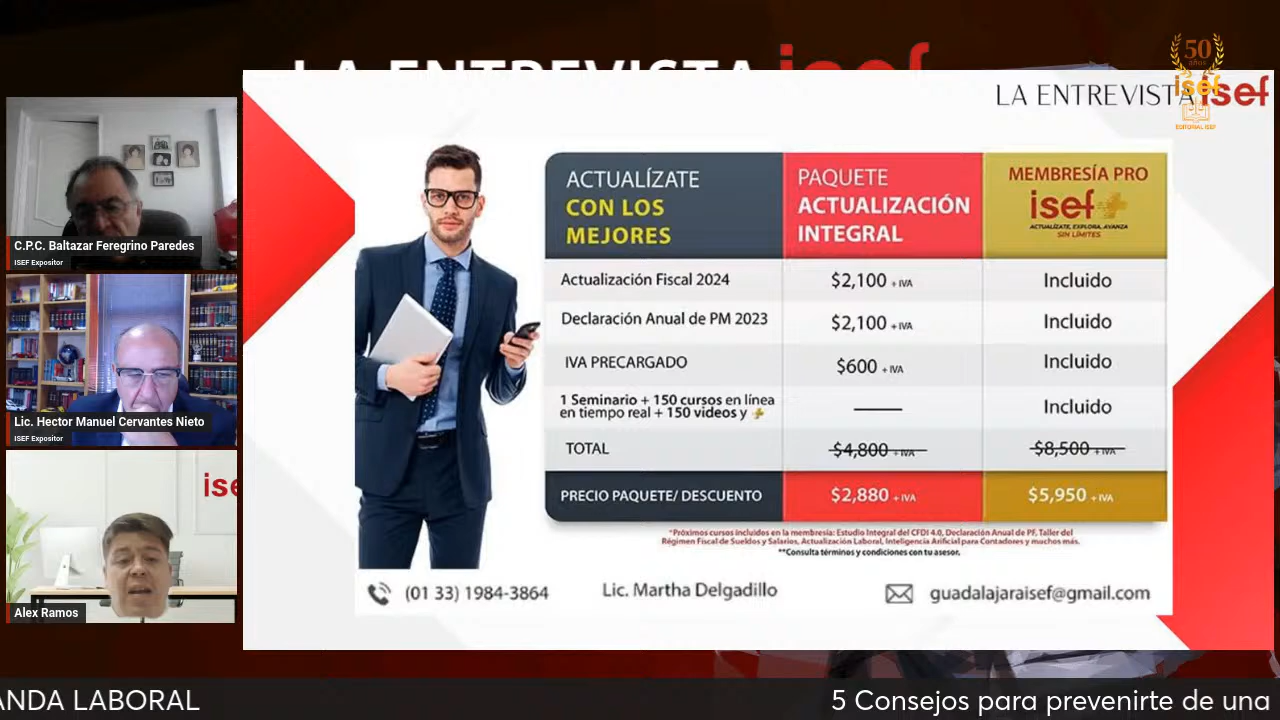 LA ENTREVISTA isef
50
años
isef
EDITORIAL ISEF
LA ENTREVISTA isef
C.P.C. Baltazar Feregrino Paredes
ISEF Expositor
Lic. Hector Manuel Cervantes Nieto
ISEF Expositor
isef
Alex Ramos
ACTUALÍZATE
CON LOS
MEJORES
PAQUETE
ACTUALIZACIÓN
INTEGRAL
MEMBRESÍA PRO
isef
ACTUALÍZATE, EXPLORA, AVANZA
SIN LÍMITES
Actualización Fiscal 2024 $2,100 + IVA Incluido
Declaración Anual de PM 2023 $2,100 + IVA Incluido
IVA PRECARGADO $600 + IVA Incluido
1 Seminario + 150 cursos en línea
en tiempo real + 150 videos y Incluido
TOTAL $4,800 + IVA $8,500 + IVA
PRECIO PAQUETE/ DESCUENTO $2,880 + IVA $5,950 + IVA
*Próximos cursos incluidos en la membresia: Estudio Integral del CFDI 4.0, Declaración Anual de PF, Taller del
Régimen Fiscal de Sueldos y Salarios, Actualización Laboral, Inteligencia Arificial para Contadores y muchos más.
**Consulta términos y condiciones con tu asesor.
(01 33) 1984-3864 Lic. Martha Delgadillo guadalajaraisef@gmail.com
ANDA LABORAL 5 Consejos para prevenirte de una